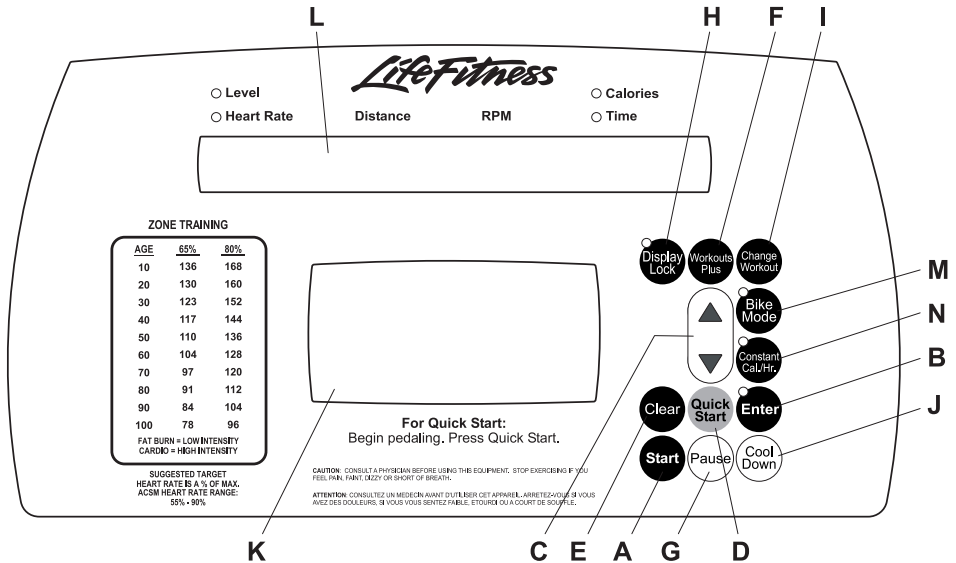 L
H
F
I
LifeFitness
Level
Calories
Heart Rate
Distance
RPM
Time
ZONE TRAINING
AGE 65% 80%
10 136 168
20 130 160
30 123 152
40 117 144
50 110 136
60 104 128
70 97 120
80 91 112
90 84 104
100 78 96
FAT BURN = LOW INTENSITY
CARDIO = HIGH INTENSITY
SUGGESTED TARGET
HEART RATE IS A % OF MAX.
ACSM HEART RATE RANGE:
55% - 90%
Display
Lock
Workouts
Plus
Change
Workout
Bike
Mode
M
Constant
Cal./Hr.
N
Clear
Quick
Start
Enter
B
Start
Pause
Cool
Down
J
For Quick Start:
Begin pedaling. Press Quick Start.
CAUTION: CONSULT A PHYSICIAN BEFORE USING THIS EQUIPMENT. STOP EXERCISING IF YOU
FEEL PAIN, FAINT, DIZZY OR SHORT OF BREATH.
ATTENTION: CONSULTEZ UN MEDECIN AVANT D'UTILISER CET APPAREIL. ARRETEZ-VOUS SI VOUS
AVEZ DES DOULEURS, SI VOUS VOUS SENTEZ FAIBLE, ETOURDI OU A COURT DE SOUFFLE.
K
C
E
A
G
D